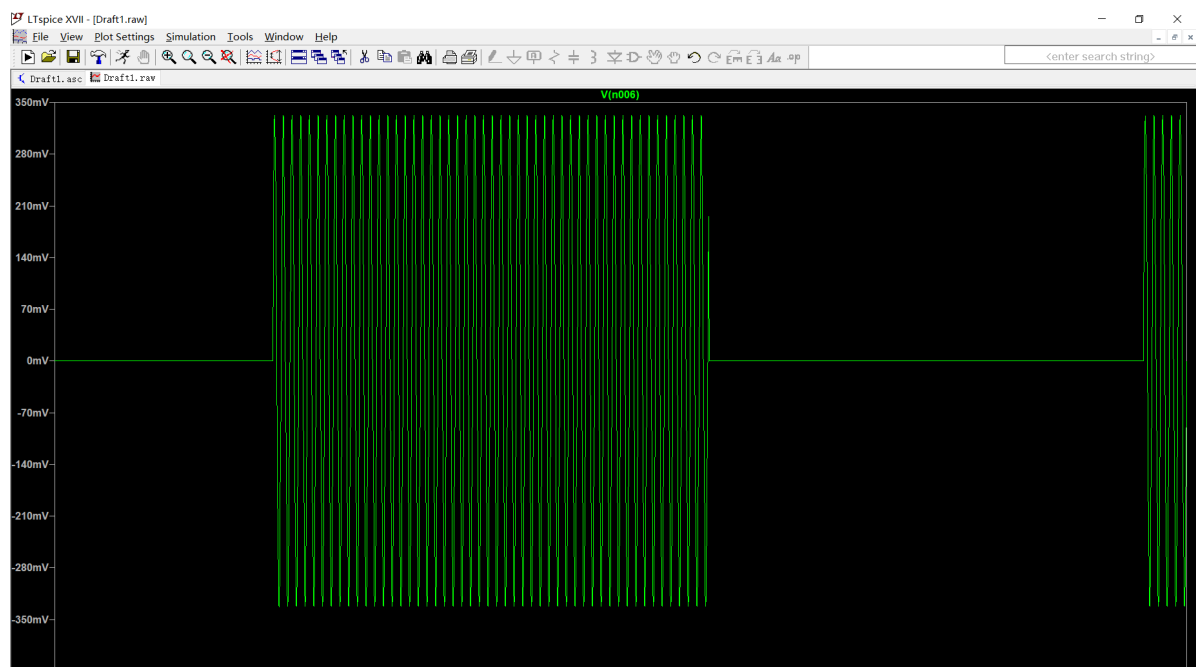 LTspice XVII - [Draft1.raw]
File View Plot Settings Simulation Tools Window Help
<enter search string>
Draft1.asc Draft1.raw
V(n006)
350mV
280mV
210mV
140mV
70mV
0mV
-70mV
-140mV
-210mV
-280mV
-350mV